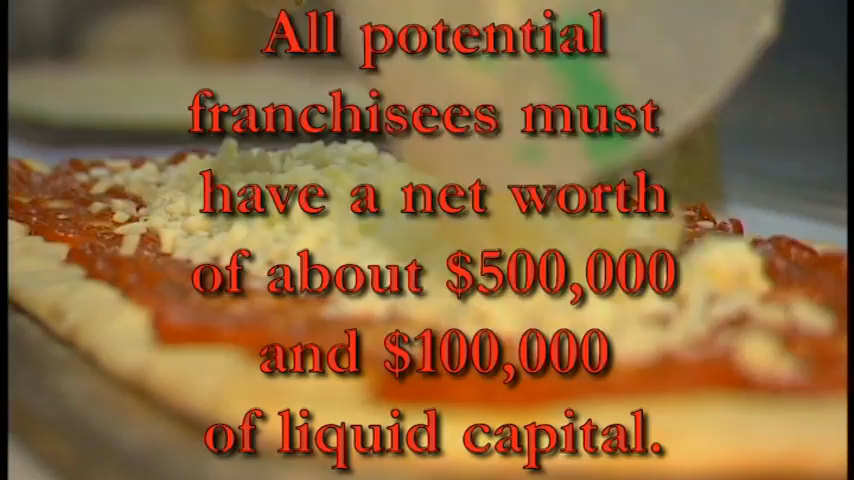 All potential
franchisees must
have a net worth
of about $500,000
and $100,000
of liquid capital.